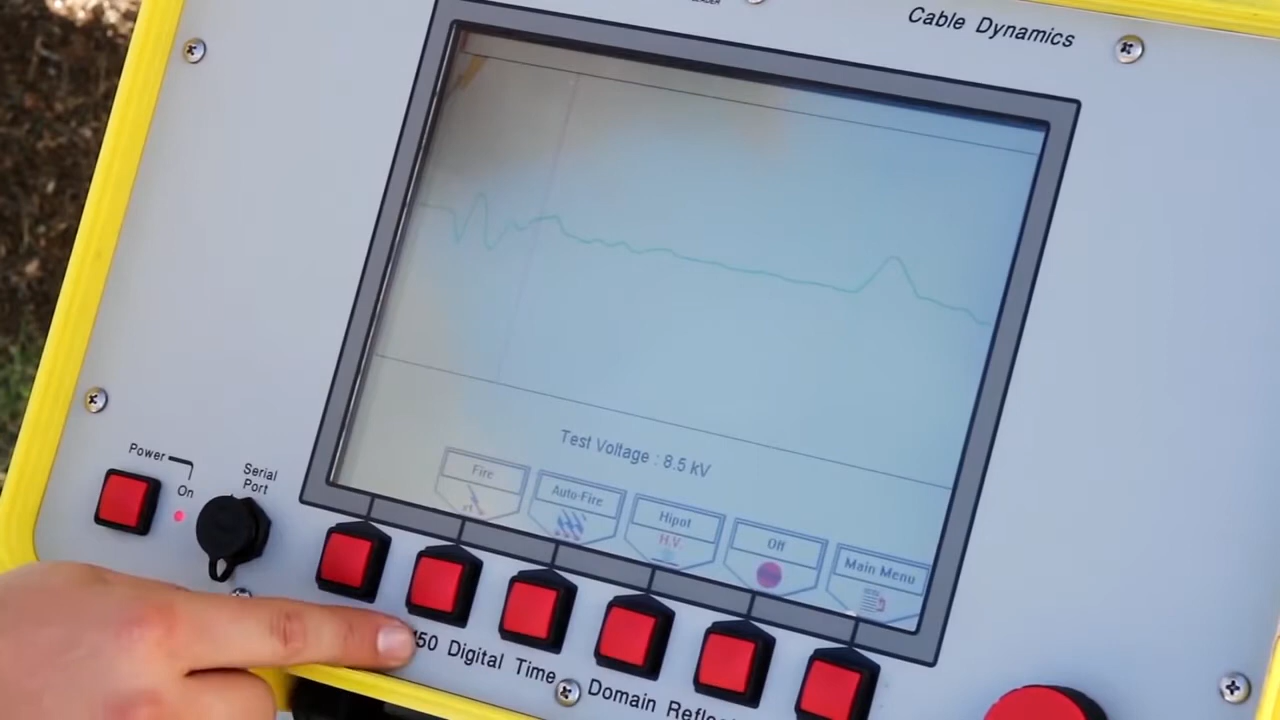 Cable Dynamics
Test Voltage : 8.5 kV
Fire
x1
Auto-Fire
Hipot
H.V.
Off
Main Menu
Power
On
Serial
Port
50 Digital Time Domain